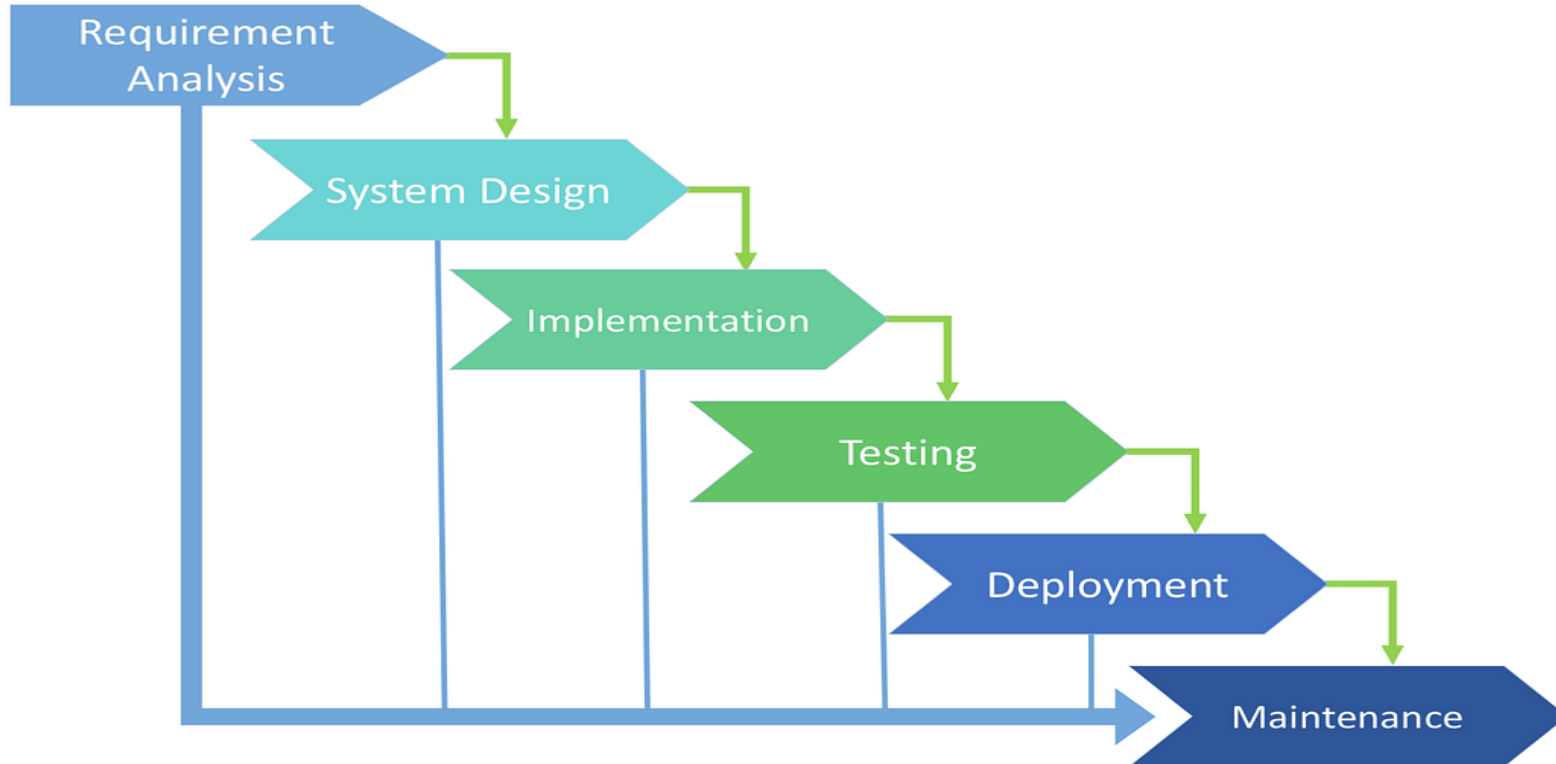 Requirement
Analysis
System Design
Implementation
Testing
Deployment
Maintenance